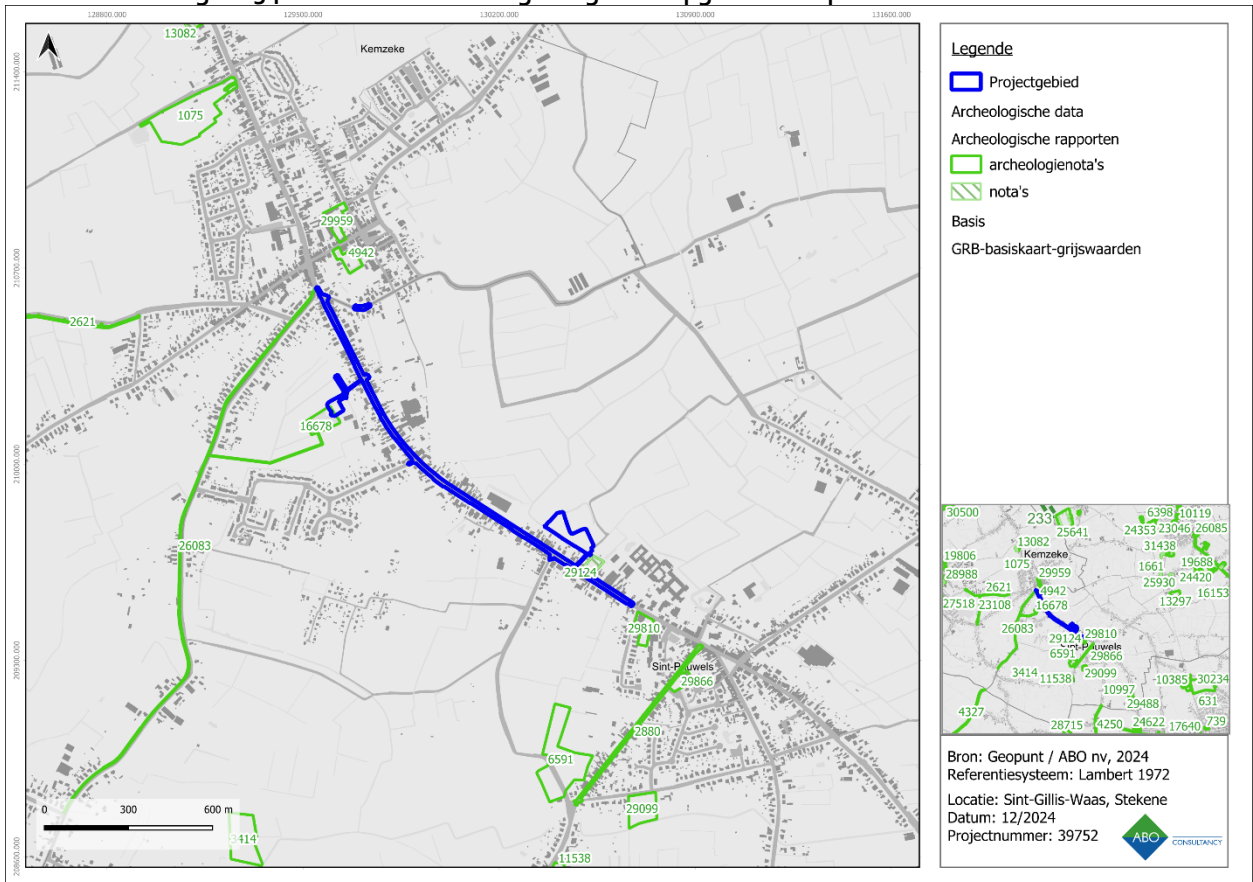 128800.000 129500.000 130200.000 130900.000 131600.000
13082
Kemzeke
211400.000
1075
29959
4942
210700.000
2621
16678
210000.000
26083
29124
29810
209300.000
Sint-Pauwels
29866
2880
6591
29099
0 300 600 m
3414
208600.000
11538
Legende
Projectgebied
Archeologische data
Archeologische rapporten
archeologienota's
nota's
Basis
GRB-basiskaart-grijswaarden
30500 233 6398 10119
25641 24353 23046 26085
13082 31438
19806 Kemzeke
1075 1661 19688
28988 29959 25930 24420
2621 4942 16153
27518 23108 16678 13297
26083
29124 29810
6591 29866
3414 11538 29099
10385 30234
10997 631
4327 29488
28715 4250 24622 17640 739
Bron: Geopunt / ABO nv, 2024
Referentiesysteem: Lambert 1972
Locatie: Sint-Gillis-Waas, Stekene
Datum: 12/2024
Projectnummer: 39752
ABO CONSULTANCY